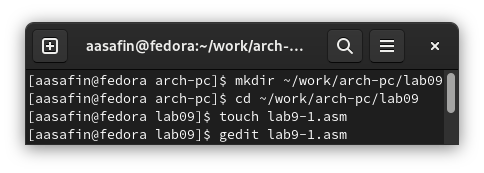 aasafin@fedora:~/work/arch-...
[aasafin@fedora arch-pc]$ mkdir ~/work/arch-pc/lab09
[aasafin@fedora arch-pc]$ cd ~/work/arch-pc/lab09
[aasafin@fedora lab09]$ touch lab9-1.asm
[aasafin@fedora lab09]$ gedit lab9-1.asm